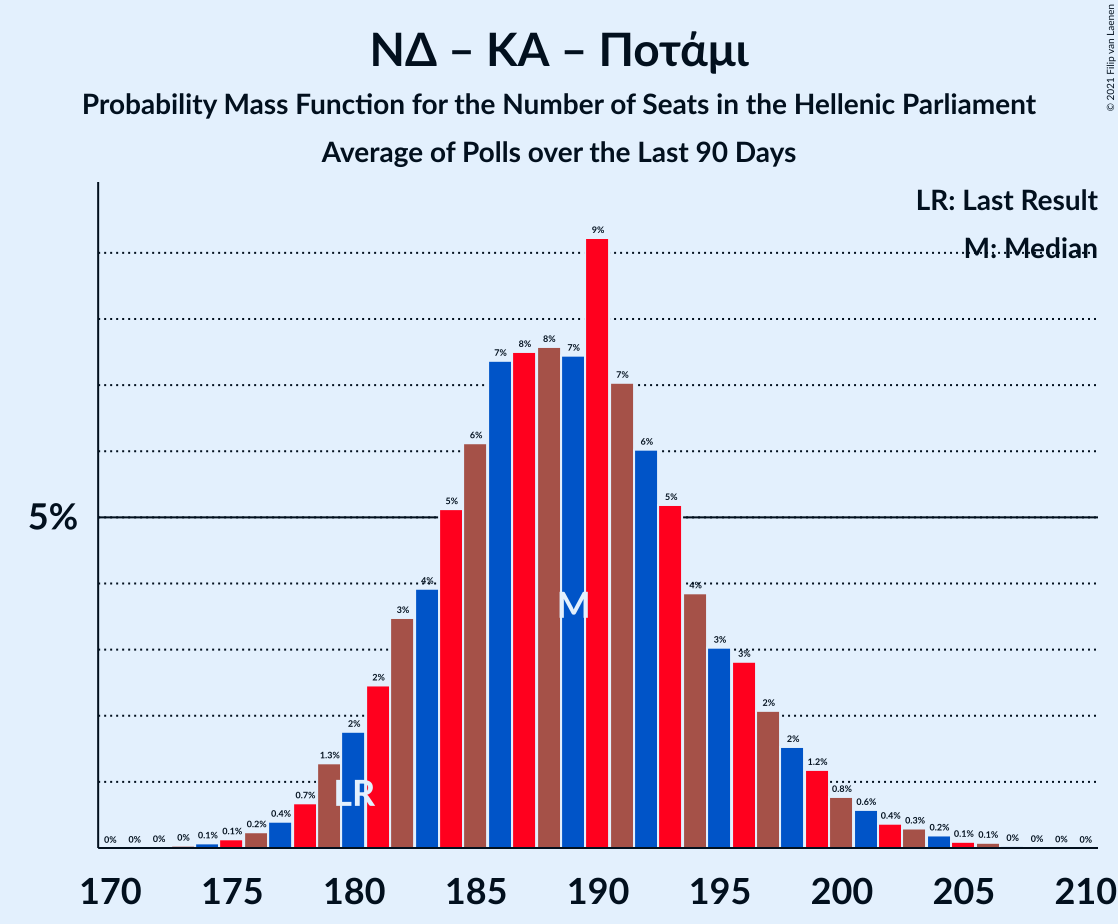 ΝΔ – ΚΑ – Ποτάμι
Probability Mass Function for the Number of Seats in the Hellenic Parliament
Average of Polls over the Last 90 Days
© 2021 Filip van Laenen
LR: Last Result
M: Median
5%
0% 0% 0% 0% 0.1% 0.1% 0.2% 0.4% 0.7% 1.3% 2% 2% 3% 4% 5% 6% 7% 8% 8% 7% 9% 7% 6% 5% 4% 3% 3% 2% 2% 1.2% 0.8% 0.6% 0.4% 0.3% 0.2% 0.1% 0.1% 0% 0% 0% 0%
M
LR
170 175 180 185 190 195 200 205 210